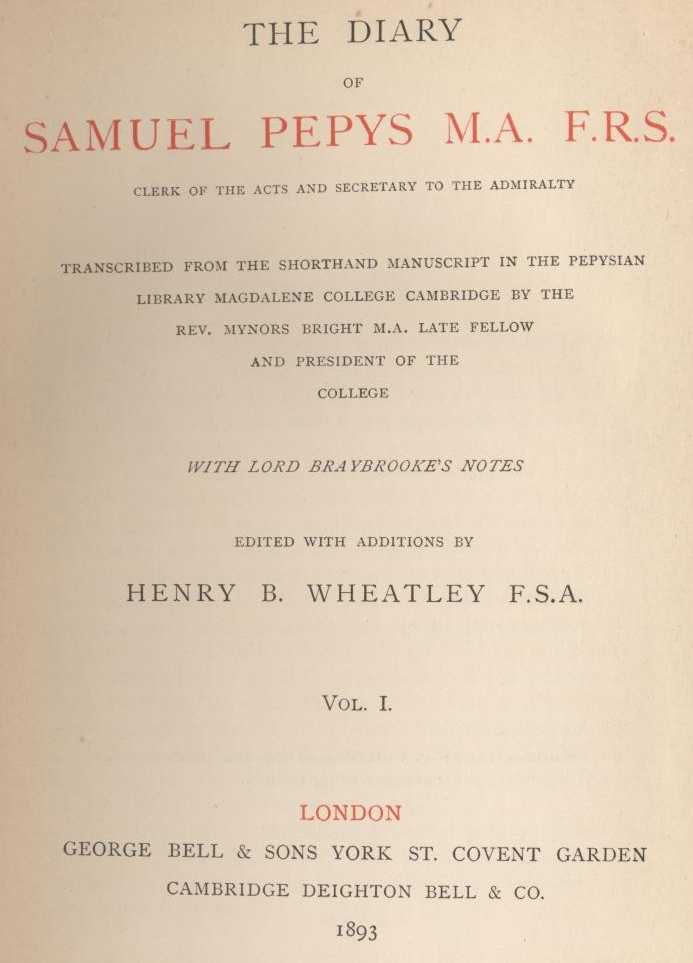 THE DIARY
OF
SAMUEL PEPYS M.A. F.R.S.
CLERK OF THE ACTS AND SECRETARY TO THE ADMIRALTY
TRANSCRIBED FROM THE SHORTHAND MANUSCRIPT IN THE PEPYSIAN
LIBRARY MAGDALENE COLLEGE CAMBRIDGE BY THE
REV. MYNORS BRIGHT M.A. LATE FELLOW
AND PRESIDENT OF THE
COLLEGE
WITH LORD BRAYBROOKE'S NOTES
EDITED WITH ADDITIONS BY
HENRY B. WHEATLEY F.S.A.
VOL. I.
LONDON
GEORGE BELL & SONS YORK ST. COVENT GARDEN
CAMBRIDGE DEIGHTON BELL & CO.
1893